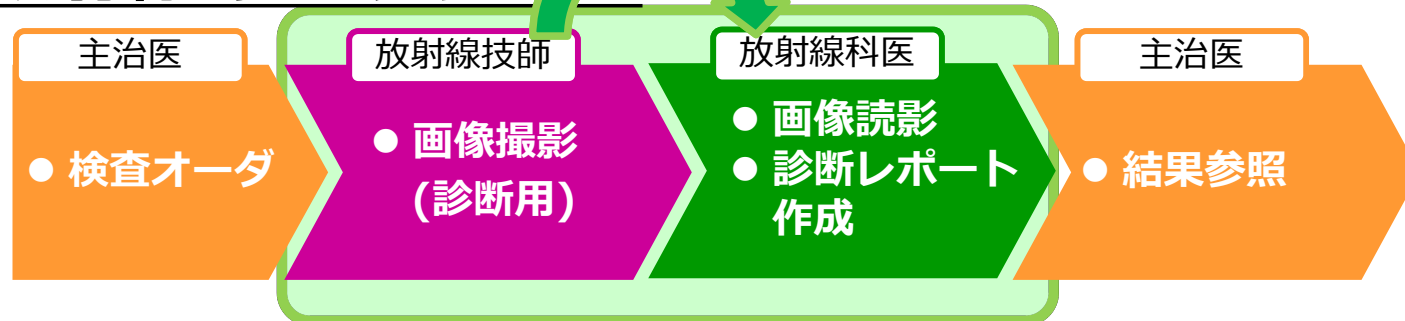 主治医
● 検査オーダ
放射線技師
● 画像撮影
(診断用)
放射線科医
● 画像読影
● 診断レポート
作成
主治医
● 結果参照